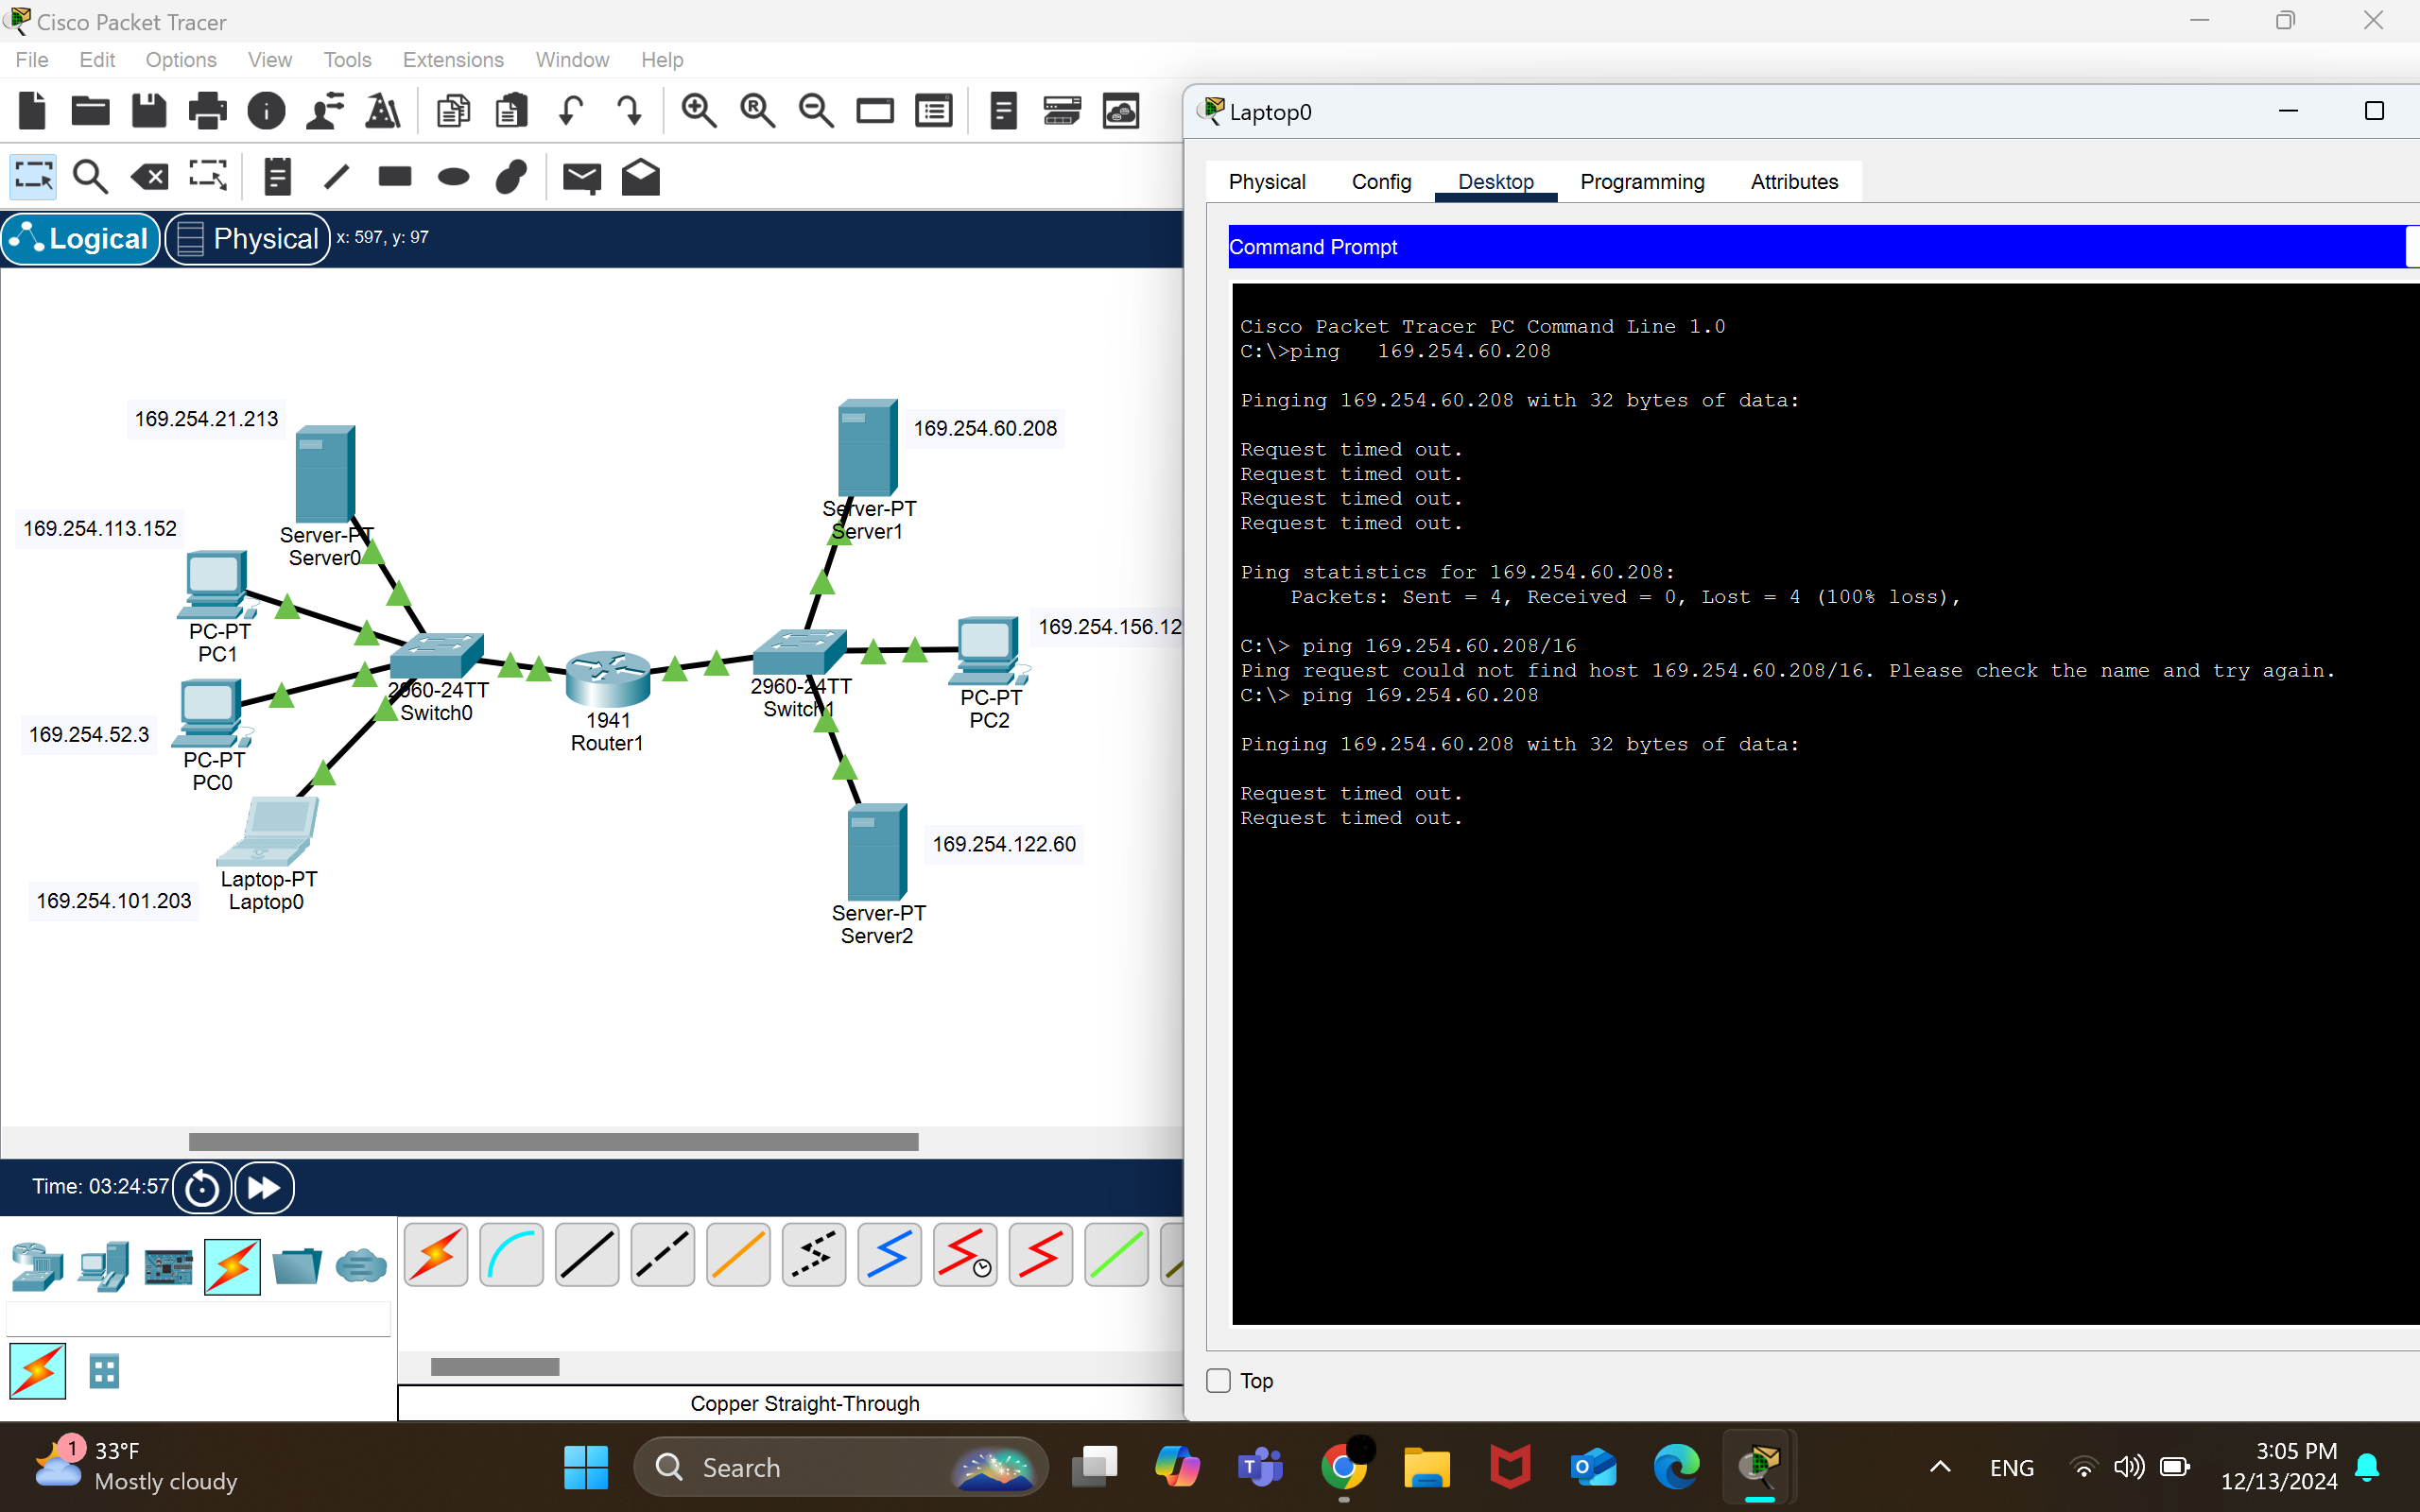 Cisco Packet Tracer
File Edit Options View Tools Extensions Window Help
Logical Physical x: 597, y: 97
169.254.21.213
Server-PT
Server0
169.254.113.152
PC-PT
PC1
169.254.52.3
PC-PT
PC0
169.254.101.203
Laptop-PT
Laptop0
2960-24TT
Switch0
1941
Router1
2960-24TT
Switch1
169.254.60.208
Server-PT
Server1
169.254.156.12
PC-PT
PC2
169.254.122.60
Server-PT
Server2
Time: 03:24:57
Copper Straight-Through
Laptop0
Physical Config Desktop Programming Attributes
Command Prompt
Cisco Packet Tracer PC Command Line 1.0
C:\>ping   169.254.60.208
Pinging 169.254.60.208 with 32 bytes of data:
Request timed out.
Request timed out.
Request timed out.
Request timed out.
Ping statistics for 169.254.60.208:
    Packets: Sent = 4, Received = 0, Lost = 4 (100% loss),
C:\> ping 169.254.60.208/16
Ping request could not find host 169.254.60.208/16. Please check the name and try again.
C:\> ping 169.254.60.208
Pinging 169.254.60.208 with 32 bytes of data:
Request timed out.
Request timed out.
Top
1
33°F
Mostly cloudy
Search
ENG
3:05 PM
12/13/2024